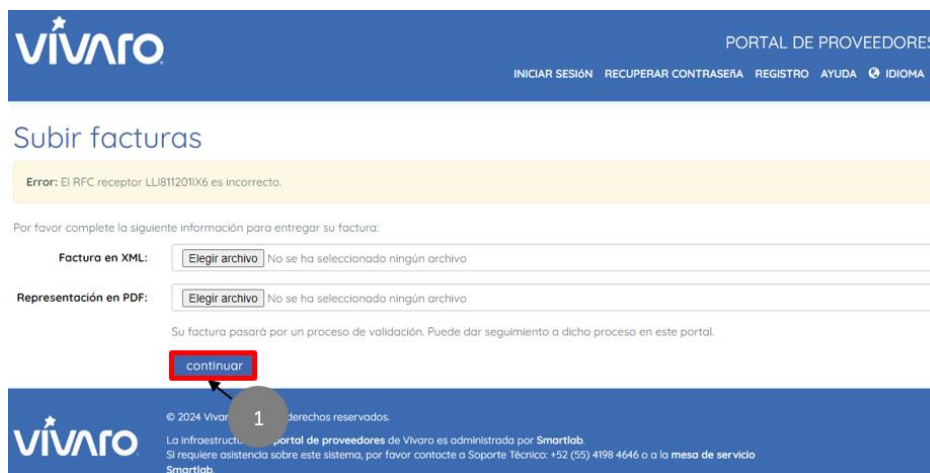 vívaro
PORTAL DE PROVEEDORES
INICIAR SESIÓN RECUPERAR CONTRASEÑA REGISTRO AYUDA IDIOMA
Subir facturas
Error: El RFC receptor LLI811201IX6 es incorrecto.
Por favor complete la siguiente información para entregar su factura:
Factura en XML: Elegir archivo No se ha seleccionado ningún archivo
Representación en PDF: Elegir archivo No se ha seleccionado ningún archivo
Su factura pasará por un proceso de validación. Puede dar seguimiento a dicho proceso en este portal.
continuar
1
© 2024 Vivar derechos reservados.
vívaro
La infraestruct portal de proveedores de Vivaro es administrada por Smartlab.
Si requiere asistencia sobre este sistema, por favor contacte a Soporte Técnico: +52 (55) 4198 4646 o a la mesa de servicio
Smartlab.